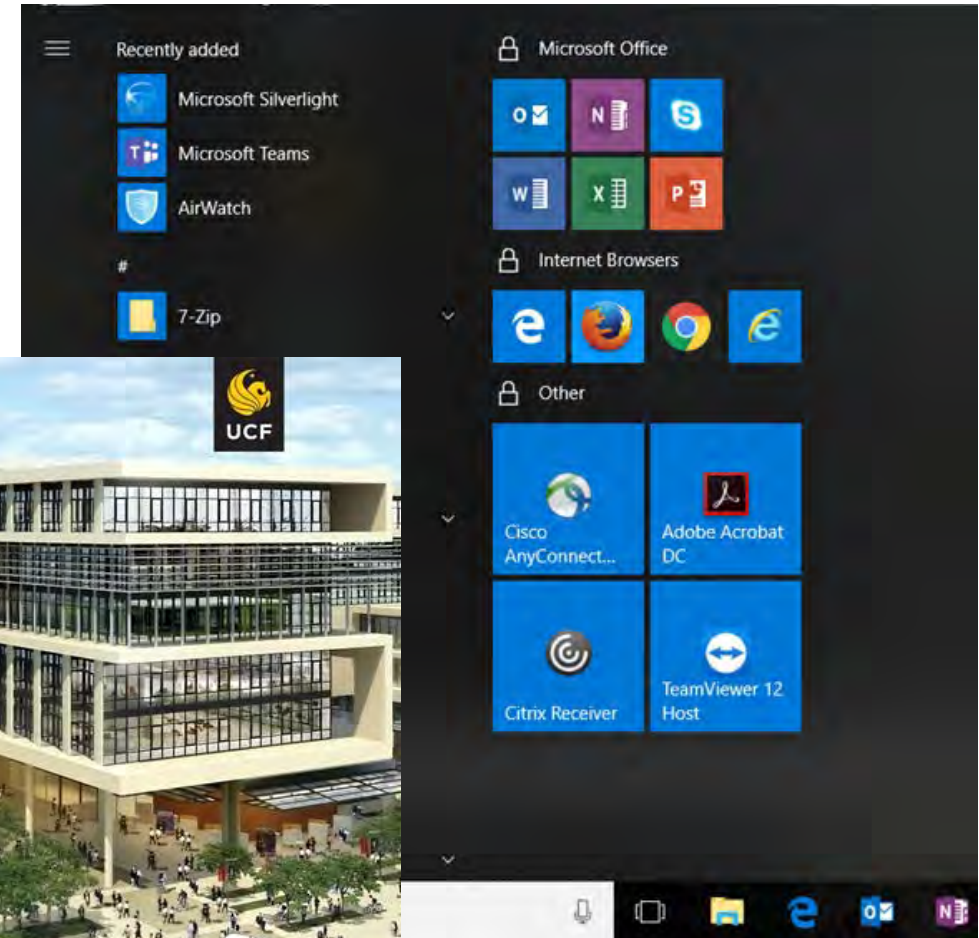 Recently added
Microsoft Silverlight
Microsoft Teams
AirWatch
#
7-Zip
Microsoft Office
O
N
S
W
X
P
Internet Browsers
Other
Cisco
AnyConnect...
Adobe Acrobat
DC
Citrix Receiver
TeamViewer 12
Host
UCF
O
N